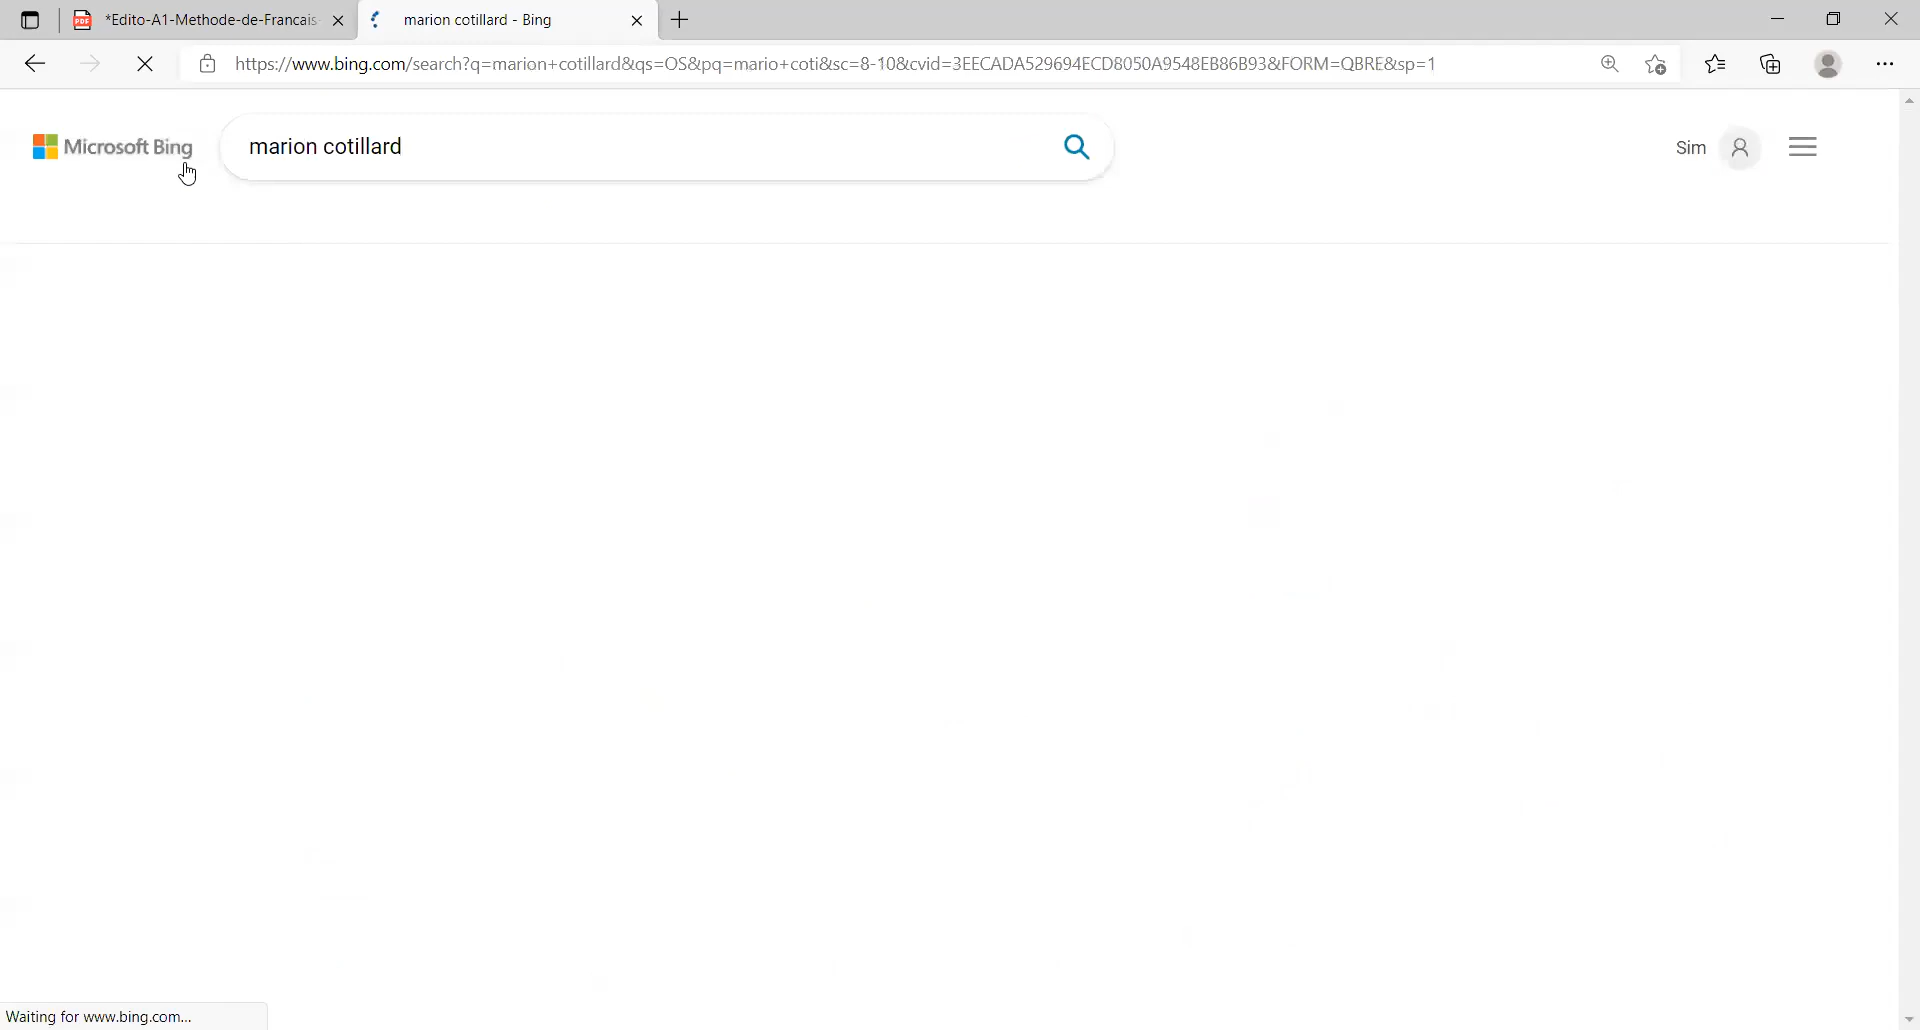 *Edito-A1-Methode-de-Francais-
marion cotillard - Bing
https://www.bing.com/search?q=marion+cotillard&qs=OS&pq=mario+coti&sc=8-10&cvid=3EECADA529694ECD8050A9548EB86B93&FORM=QBRE&sp=1
Microsoft Bing
marion cotillard
Sim
Waiting for www.bing.com...